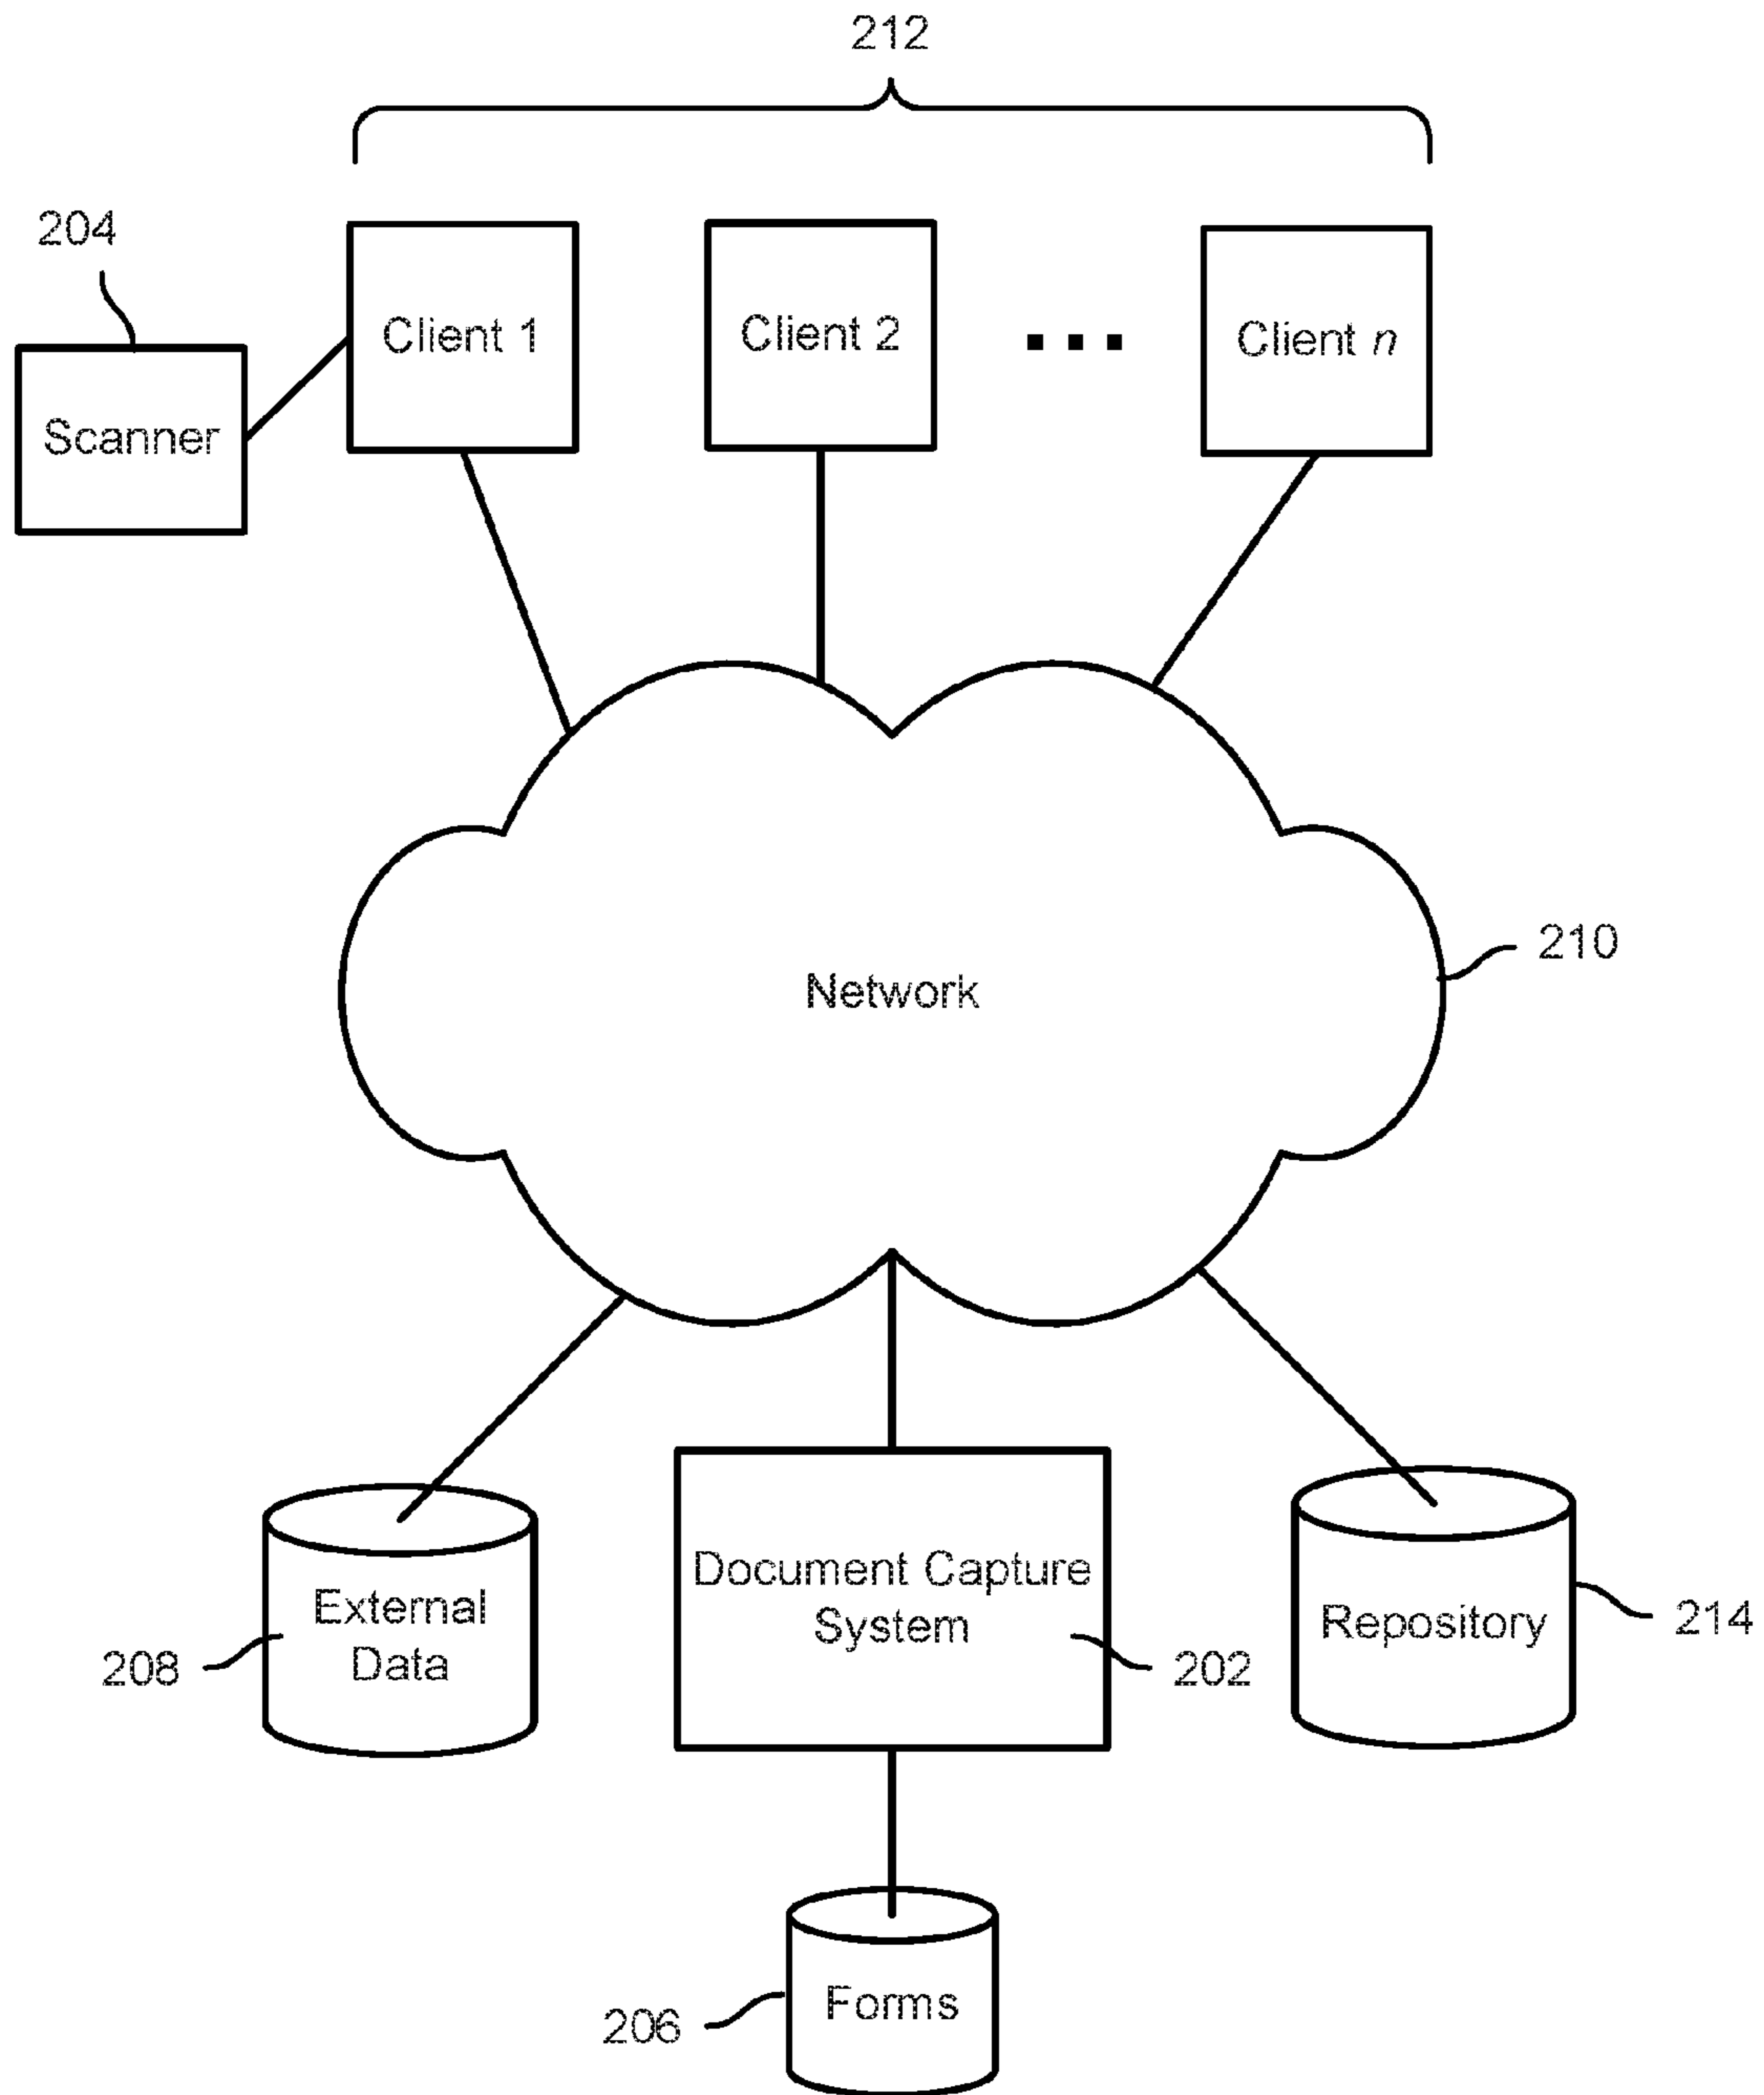 212
204
Client 1
Client 2
Client n
Scanner
210
Network
Document Capture
System
External
Data
Repository
214
208
202
Forms
206